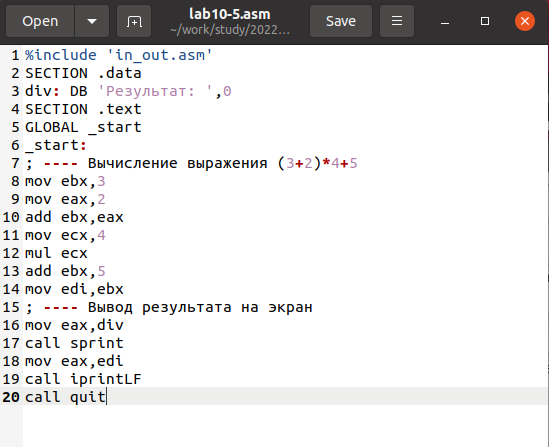 Open
lab10-5.asm
~/work/study/2022...
Save
1 %include 'in_out.asm'
2 SECTION .data
3 div: DB 'Результат: ',0
4 SECTION .text
5 GLOBAL _start
6 _start:
7 ; ---- Вычисление выражения (3+2)*4+5
8 mov ebx,3
9 mov eax,2
10 add ebx,eax
11 mov ecx,4
12 mul ecx
13 add ebx,5
14 mov edi,ebx
15 ; ---- Вывод результата на экран
16 mov eax,div
17 call sprint
18 mov eax,edi
19 call iprintLF
20 call quit